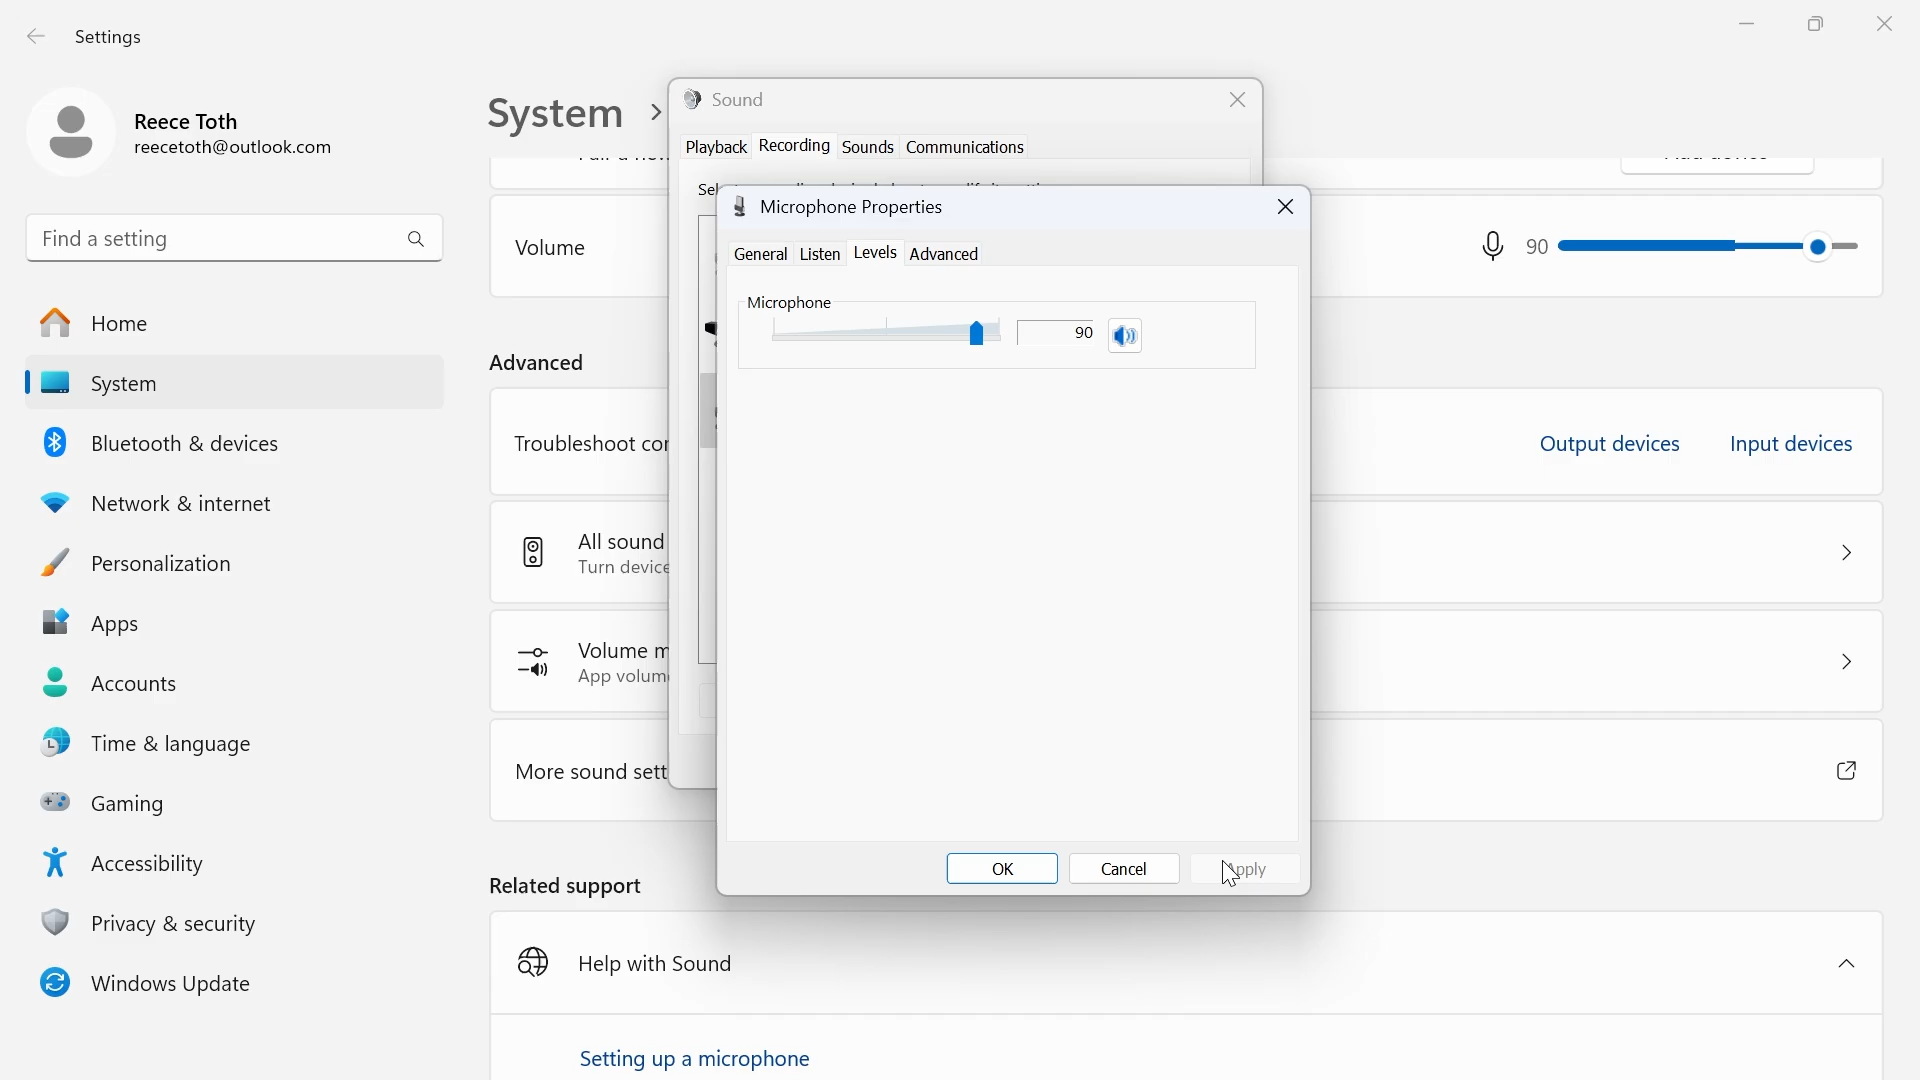 Settings
Reece Toth
reecetoth@outlook.com
Find a setting
Home
System
Bluetooth & devices
Network & internet
Personalization
Apps
Accounts
Time & language
Gaming
Accessibility
Privacy & security
Windows Update
System >
Volume
90
Advanced
Troubleshoot cor
Output devices
Input devices
All sound
Turn device
Volume m
App volum
More sound sett
Related support
Help with Sound
Setting up a microphone
Sound
Playback Recording Sounds Communications
Sel
Microphone Properties
General Listen Levels Advanced
Microphone
90
OK
Cancel
Apply